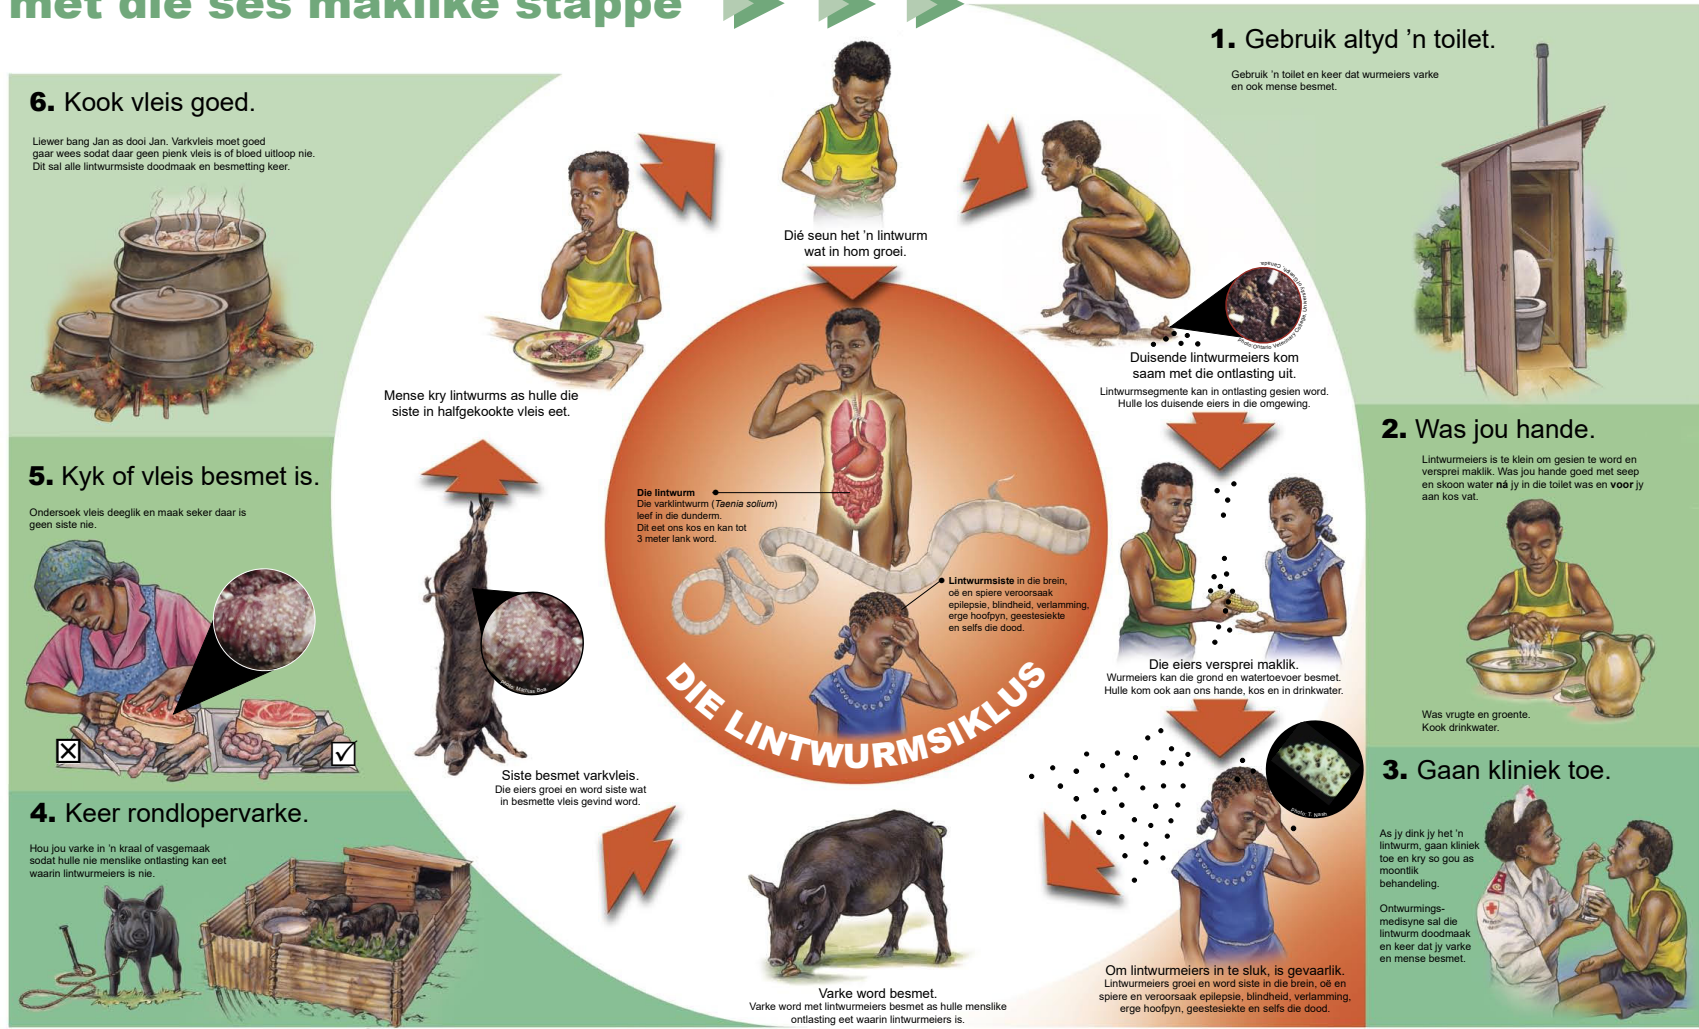 met die ses maklike stappe
1. Gebruik altyd ’n toilet.
Gebruik ’n toilet en keer dat wurmeiers varke
en ook mense besmet.
2. Was jou hande.
Lintwurmeiers is te klein om gesien te word en
versprei maklik. Was jou hande goed met seep
en skoon water ná jy in die toilet was en voor jy
aan kos vat.
Was vrugte en groente.
Kook drinkwater.
3. Gaan kliniek toe.
As jy dink jy het ’n
lintwurm, gaan kliniek
toe en kry so gou as
moontlik
behandeling.
Ontwurmings-
medisyne sal die
lintwurm doodmaak
en keer dat jy varke
en mense besmet.
4. Keer rondlopervarke.
Hou jou varke in ’n kraal of vasgemaak
sodat hulle nie menslike ontlasting kan eet
waarin lintwurmeiers is nie.
5. Kyk of vleis besmet is.
Ondersoek vleis deeglik en maak seker daar is
geen siste nie.
6. Kook vleis goed.
Liewer bang Jan as dooi Jan. Varkvleis moet goed
gaar wees sodat daar geen pienk vleis is of bloed uitloop nie.
Dit sal alle lintwurmsiste doodmaak en besmetting keer.
Dié seun het ’n lintwurm
wat in hom groei.
photo:Ontario Veterinary College, University of Guelph, Canada.
Duisende lintwurmeiers kom
saam met die ontlasting uit.
Lintwurmsegmente kan in ontlasting gesien word.
Hulle los duisende eiers in die omgewing.
Die eiers versprei maklik.
Wurmeiers kan die grond en watertoevoer besmet.
Hulle kom ook aan ons hande, kos en in drinkwater.
photo: T. Nash
Om lintwurmeiers in te sluk, is gevaarlik.
Lintwurmeiers groei en word siste in die brein, oë en
spiere en veroorsaak epilepsie, blindheid, verlamming,
erge hoofpyn, geestesiekte en selfs die dood.
Varke word besmet.
Varke word met lintwurmeiers besmet as hulle menslike
ontlasting eet waarin lintwurmeiers is.
Siste besmet varkvleis.
Die eiers groei en word siste wat
in besmette vleis gevind word.
photo: Mathias Boa
Mense kry lintwurms as hulle die
siste in halfgekookte vleis eet.
Die lintwurm
Die varklintwurm (Taenia solium)
leef in die dunderm.
Dit eet ons kos en kan tot
3 meter lank word.
Lintwurmsiste in die brein,
oë en spiere veroorsaak
epilepsie, blindheid, verlamming,
erge hoofpyn, geestesiekte
en selfs die dood.
DIE LINTWURMSIKLUS